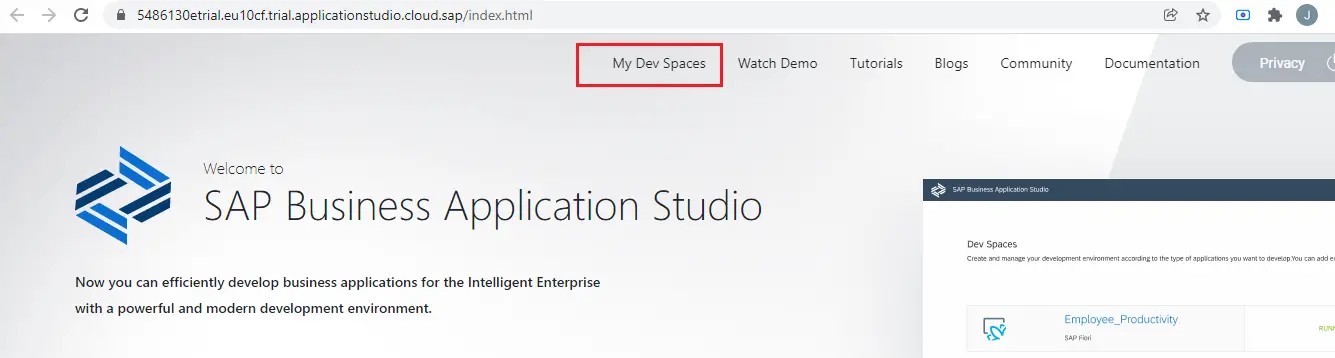 5486130etrial.eu10cf.trial.applicationstudio.cloud.sap/index.html
J
My Dev Spaces Watch Demo Tutorials Blogs Community Documentation Privacy
Welcome to
SAP Business Application Studio
Now you can efficiently develop business applications for the Intelligent Enterprise
with a powerful and modern development environment.
SAP Business Application Studio
Dev Spaces
Create and manage your development environment according to the type of applications you want to develop.You can add
Employee_Productivity
SAP Fiori